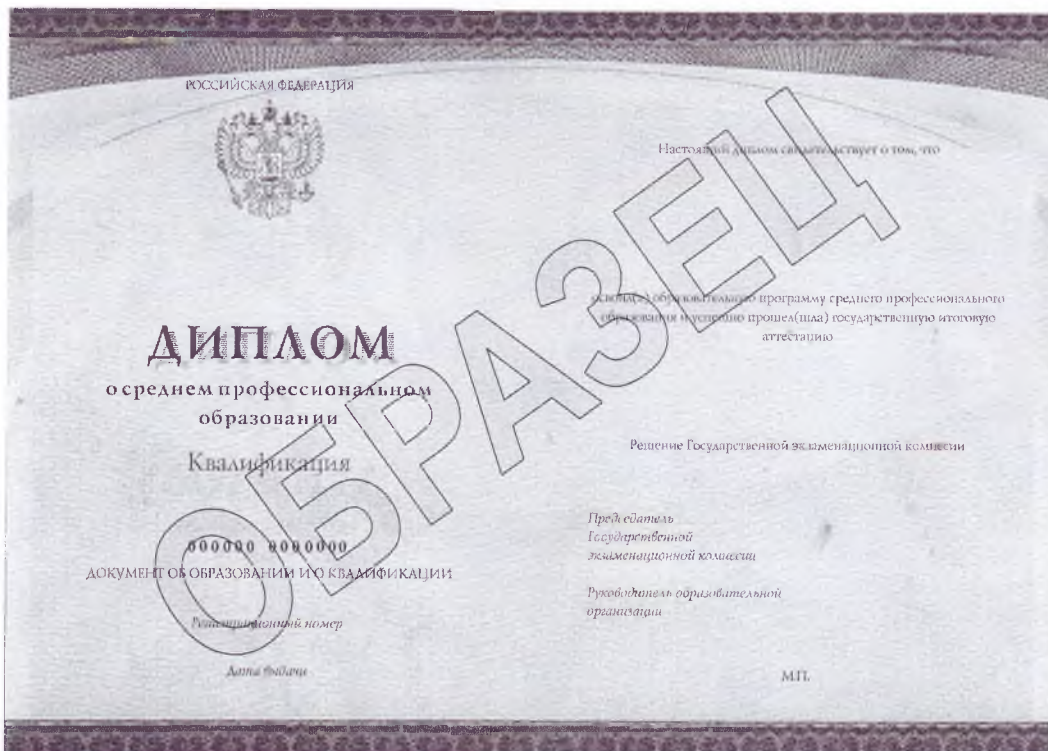 РОССИЙСКАЯ ФЕДЕРАЦИЯ
ДИПЛОМ
о среднем профессиональном
образовании
Квалификация
000000 0000000
ДОКУМЕНТ ОБ ОБРАЗОВАНИИ И О КВАЛИФИКАЦИИ
Регистрационный номер
Дата выдачи
Настоящий диплом свидетельствует о том, что
освоил(а) образовательную программу среднего профессионального
образования и успешно прошел(шла) государственную итоговую
аттестацию
Решение Государственной экзаменационной комиссии
Председатель
Государственной
экзаменационной комиссии
Руководитель образовательной
организации
М.П.
ОБРАЗЕЦ